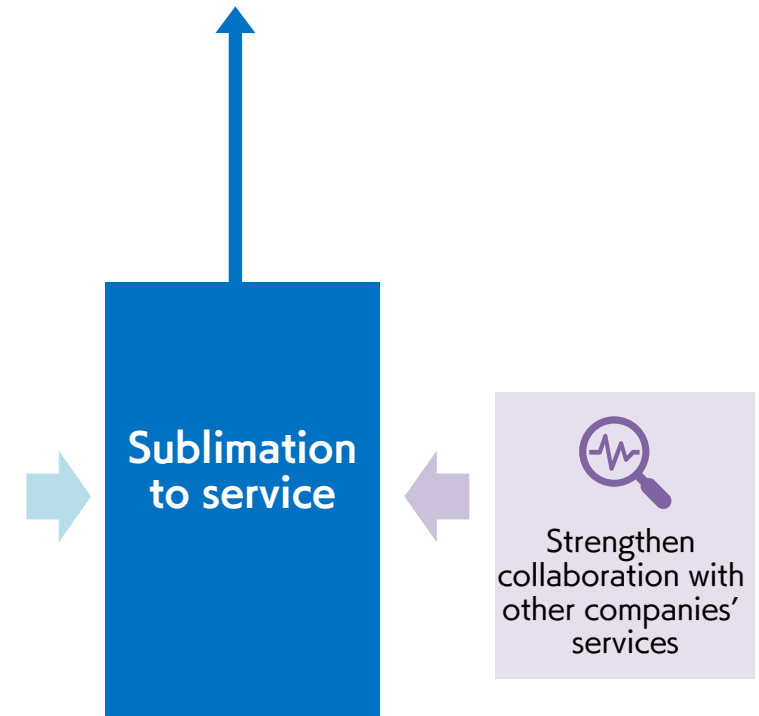 Sublimation
to service
Strengthen
collaboration with
other companies’
services